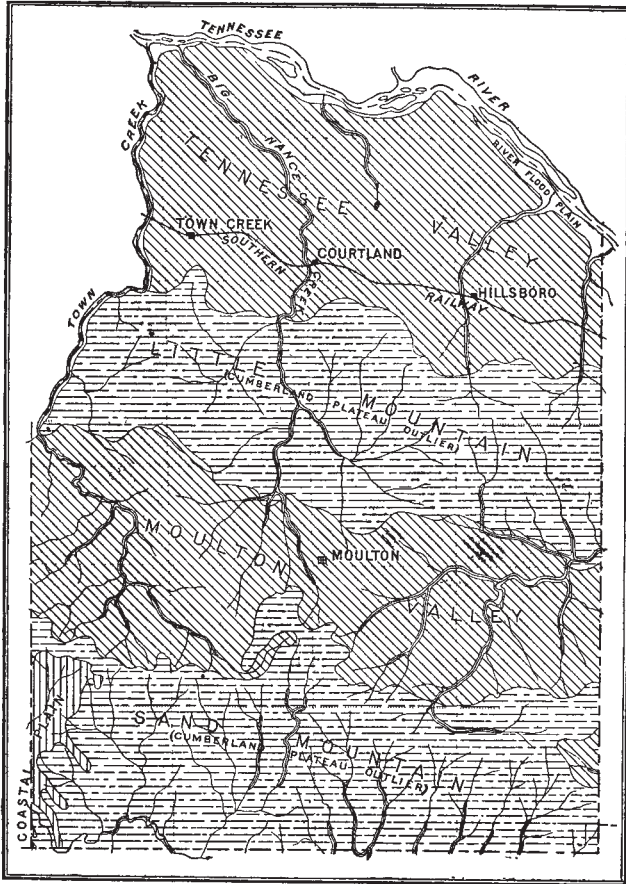 TENNESSEE
RIVER
CREEK
TOWN
BIG
NANCE
CREEK
TENNESSEE
VALLEY
RIVER FLOOD PLAIN
TOWN CREEK
SOUTHERN
RAILWAY
COURTLAND
HILLSBORO
LITTLE
MOUNTAIN
(CUMBERLAND
PLATEAU
OUTLIER)
MOULTON
VALLEY
MOULTON
COASTAL
PLAIN
SAND
MOUNTAIN
(CUMBERLAND
PLATEAU
OUTLIER)